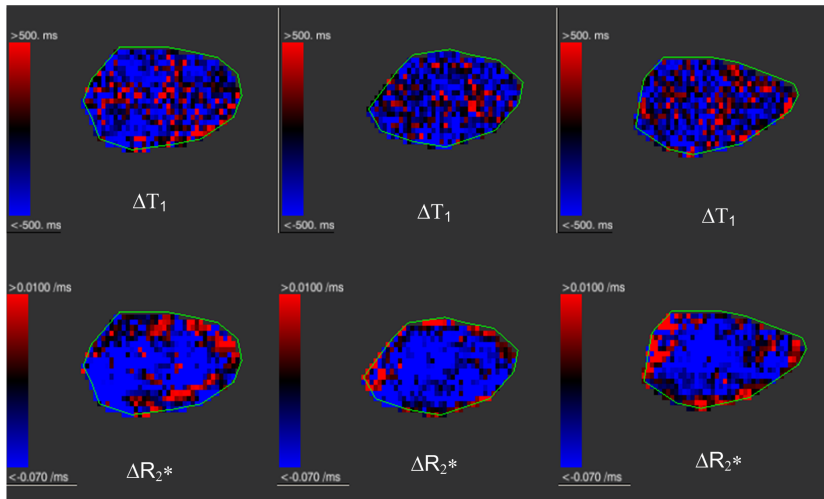 >500. ms
>500. ms
>500. ms
ΔT₁
ΔT₁
ΔT₁
<-500. ms
<-500. ms
<-500. ms
>0.0100 /ms
>0.0100 /ms
>0.0100 /ms
ΔR₂*
ΔR₂*
ΔR₂*
<-0.070 /ms
<-0.070 /ms
<-0.070 /ms